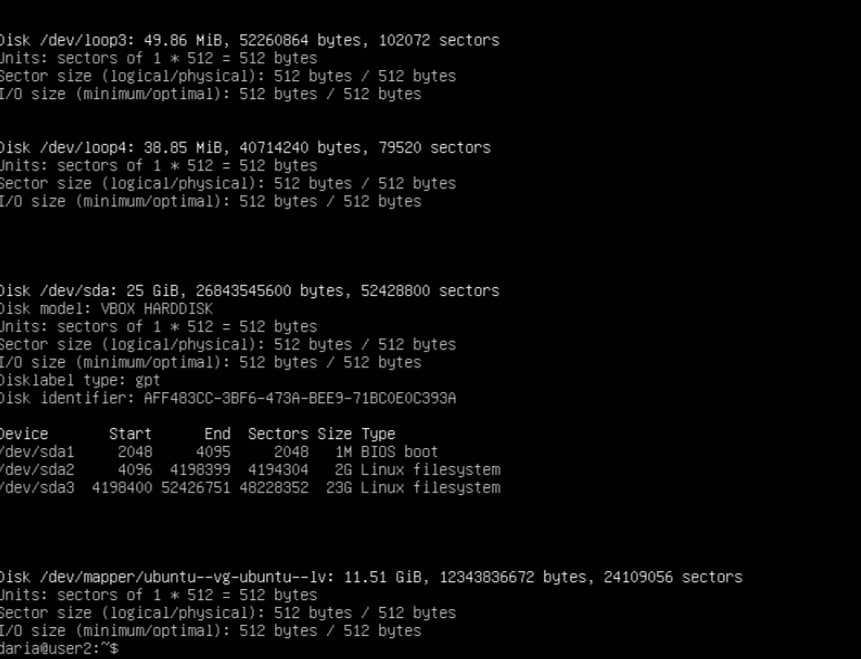 Disk /dev/loop3: 49.86 MiB, 52260864 bytes, 102072 sectors
Units: sectors of 1 * 512 = 512 bytes
Sector size (logical/physical): 512 bytes / 512 bytes
I/O size (minimum/optimal): 512 bytes / 512 bytes
Disk /dev/loop4: 38.85 MiB, 40714240 bytes, 79520 sectors
Units: sectors of 1 * 512 = 512 bytes
Sector size (logical/physical): 512 bytes / 512 bytes
I/O size (minimum/optimal): 512 bytes / 512 bytes
Disk /dev/sda: 25 GiB, 26843545600 bytes, 52428800 sectors
Disk model: VBOX HARDDISK
Units: sectors of 1 * 512 = 512 bytes
Sector size (logical/physical): 512 bytes / 512 bytes
I/O size (minimum/optimal): 512 bytes / 512 bytes
Disklabel type: gpt
Disk identifier: AFF483CC-3BF6-473A-BEE9-71BC0E0C393A
Device Start End Sectors Size Type
/dev/sda1 2048 4095 2048 1M BIOS boot
/dev/sda2 4096 4198399 4194304 2G Linux filesystem
/dev/sda3 4198400 52426751 48228352 23G Linux filesystem
Disk /dev/mapper/ubuntu--vg-ubuntu--lv: 11.51 GiB, 12343836672 bytes, 24109056 sectors
Units: sectors of 1 * 512 = 512 bytes
Sector size (logical/physical): 512 bytes / 512 bytes
I/O size (minimum/optimal): 512 bytes / 512 bytes
daria@user2:~$